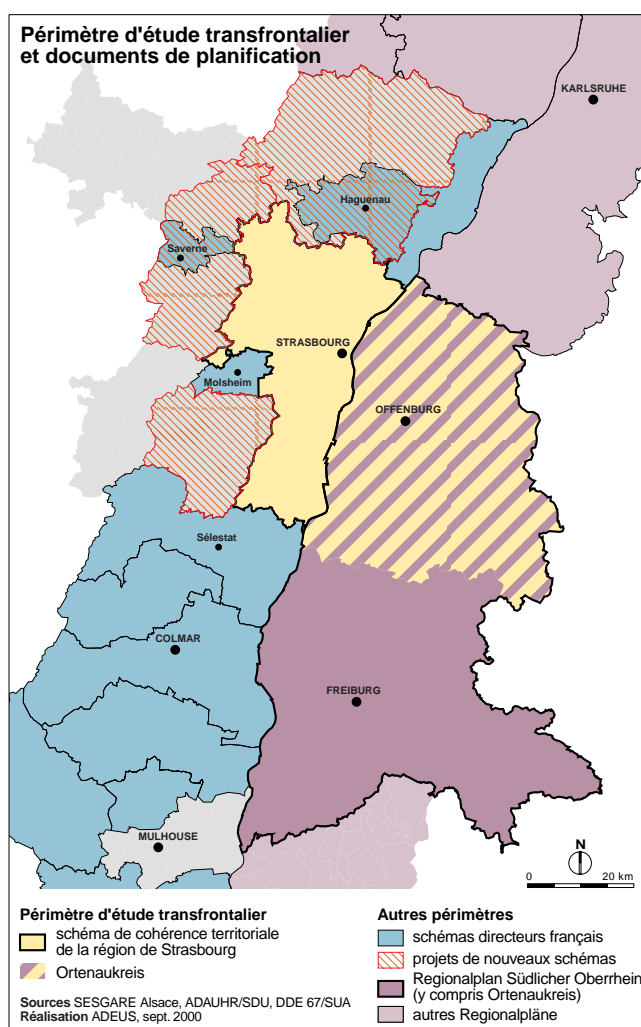 Périmètre d'étude transfrontalier
et documents de planification
KARLSRUHE
Haguenau
Saverne
STRASBOURG
Molsheim
OFFENBURG
Sélestat
COLMAR
FREIBURG
MULHOUSE
N
0 20 km
Périmètre d'étude transfrontalier
schéma de cohérence territoriale
de la région de Strasbourg
Ortenaukreis
Autres périmètres
schémas directeurs français
projets de nouveaux schémas
Regionalplan Südlicher Oberrhein
(y compris Ortenaukreis)
autres Regionalpläne
Sources SESGARE Alsace, ADAUHR/SDU, DDE 67/SUA
Réalisation ADEUS, sept. 2000